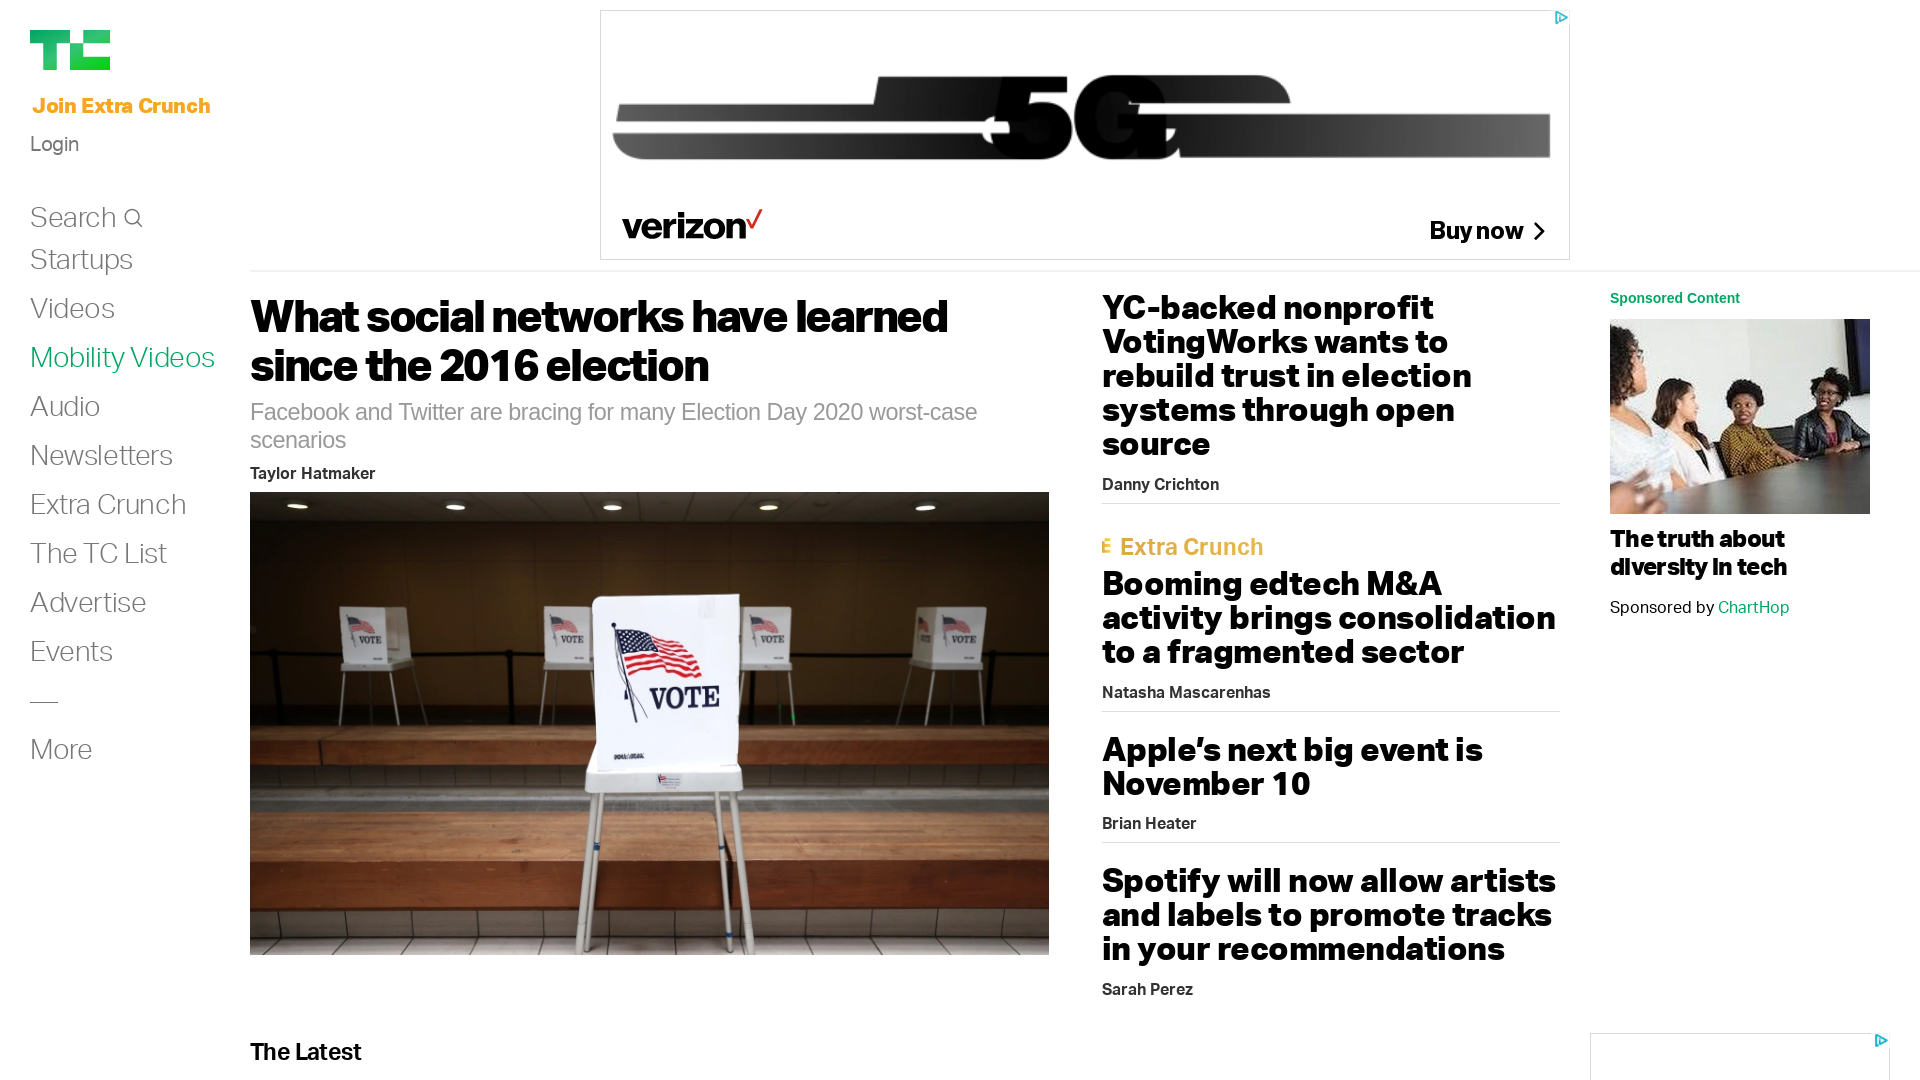 TC
Join Extra Crunch
Login
Search
Startups
Videos
Mobility Videos
Audio
Newsletters
Extra Crunch
The TC List
Advertise
Events
More
5G
verizon
Buy now
What social networks have learned
since the 2016 election
Facebook and Twitter are bracing for many Election Day 2020 worst-case
scenarios
Taylor Hatmaker
VOTE
VOTE
VOTE
VOTE
VOTE
YC-backed nonprofit
VotingWorks wants to
rebuild trust in election
systems through open
source
Danny Crichton
Extra Crunch
Booming edtech M&A
activity brings consolidation
to a fragmented sector
Natasha Mascarenhas
Apple’s next big event is
November 10
Brian Heater
Spotify will now allow artists
and labels to promote tracks
in your recommendations
Sarah Perez
Sponsored Content
The truth about
diversity in tech
Sponsored by ChartHop
The Latest